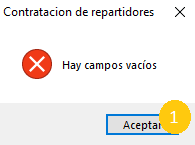 Contratacion de repartidores
Hay campos vacíos
Aceptar
1